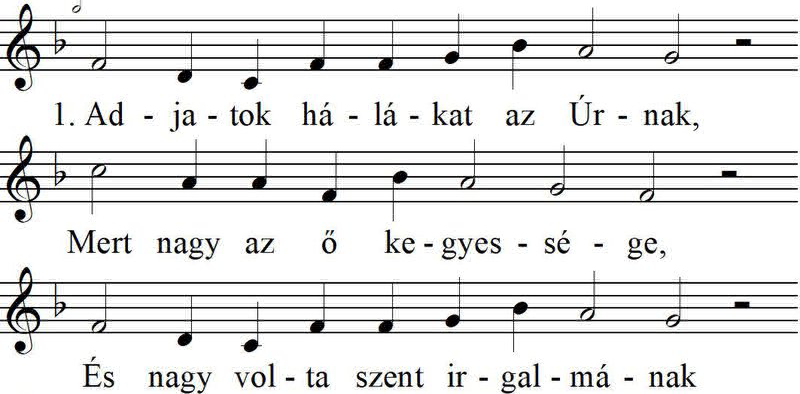 1. Ad - ja - tok há - lá - kat az Úr - nak,
Mert nagy az ő ke - gyes - sé - ge,
És nagy vol - ta szent ir - gal - má - nak